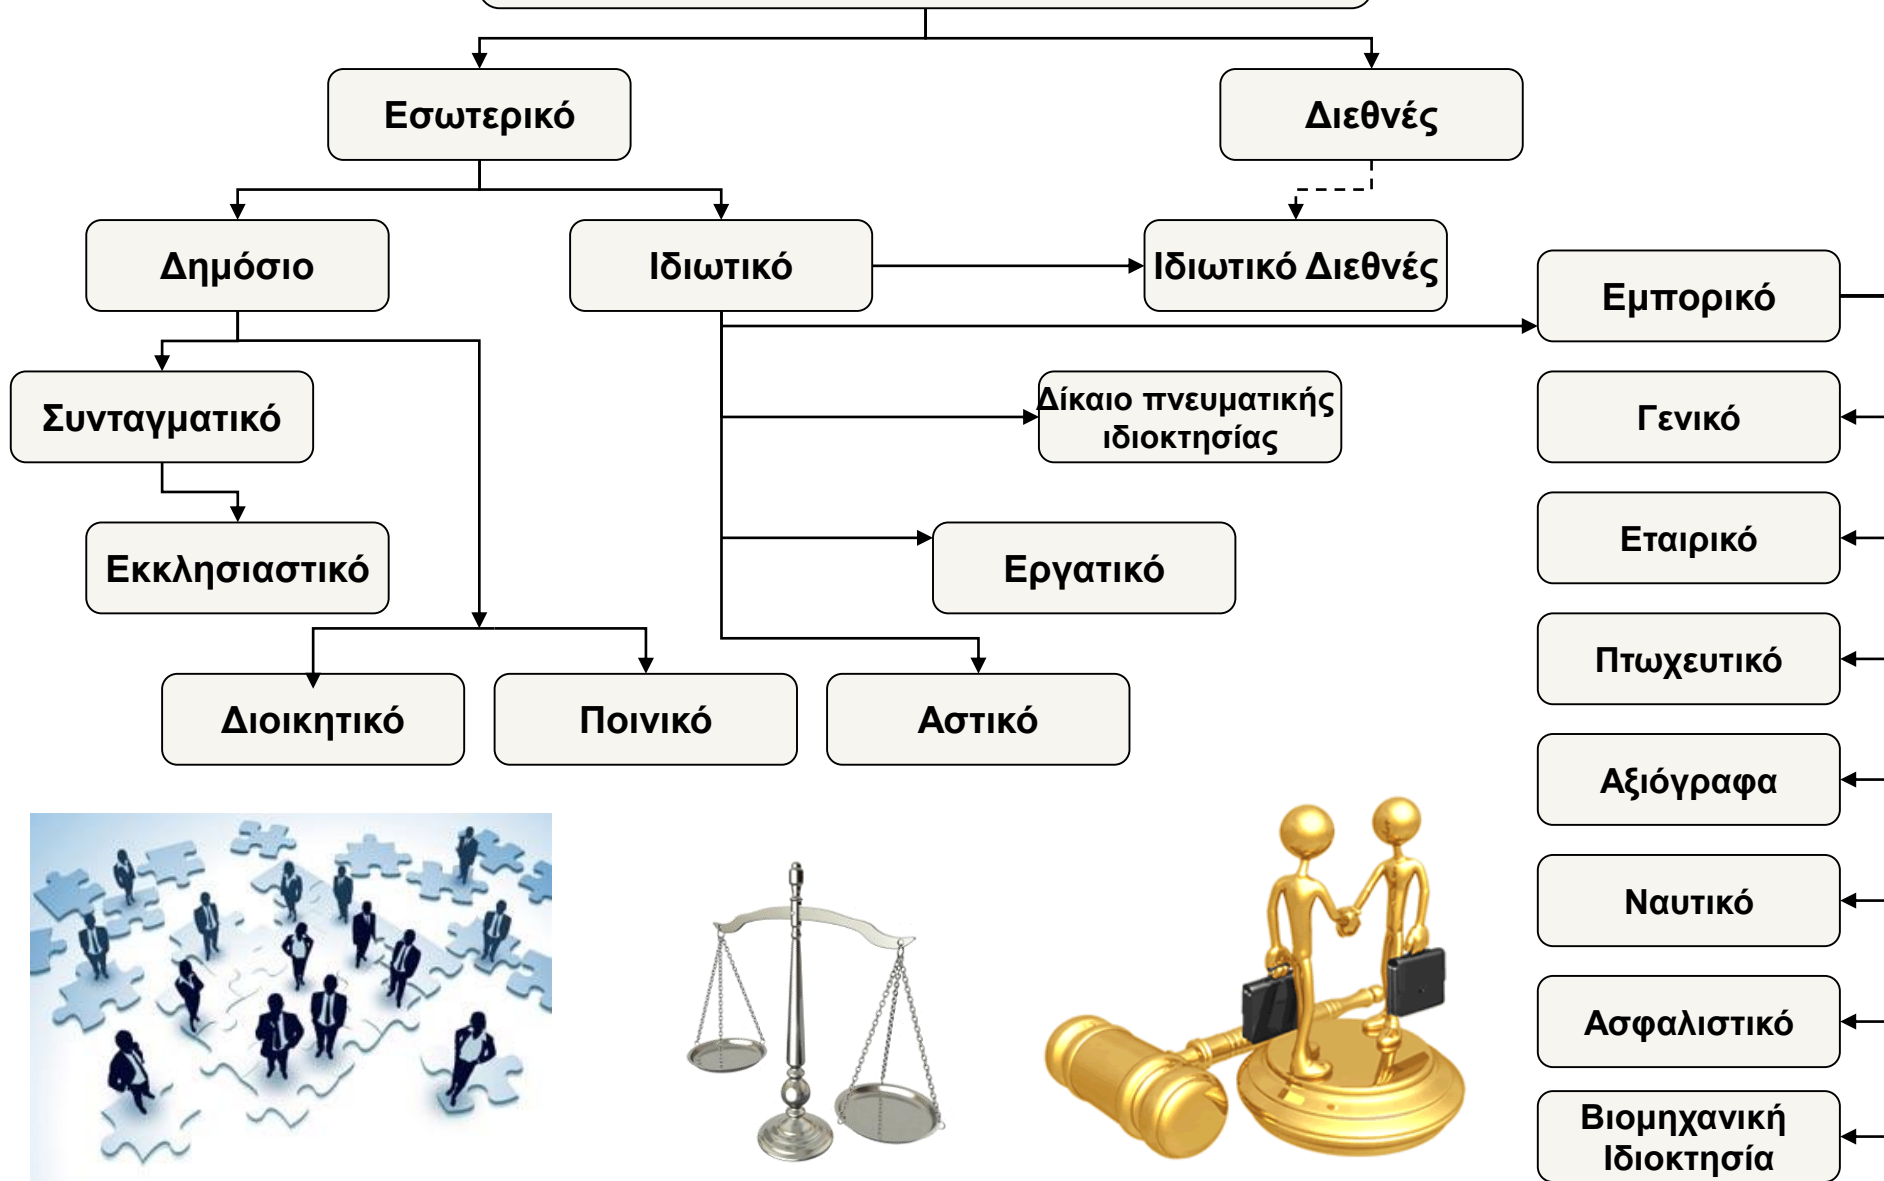 Εσωτερικό
Διεθνές
Δημόσιο
Ιδιωτικό
Ιδιωτικό Διεθνές
Εμπορικό
Συνταγματικό
Δίκαιο πνευματικής
ιδιοκτησίας
Γενικό
Εκκλησιαστικό
Εργατικό
Εταιρικό
Διοικητικό
Ποινικό
Αστικό
Πτωχευτικό
Αξιόγραφα
Ναυτικό
Ασφαλιστικό
Βιομηχανική
Ιδιοκτησία